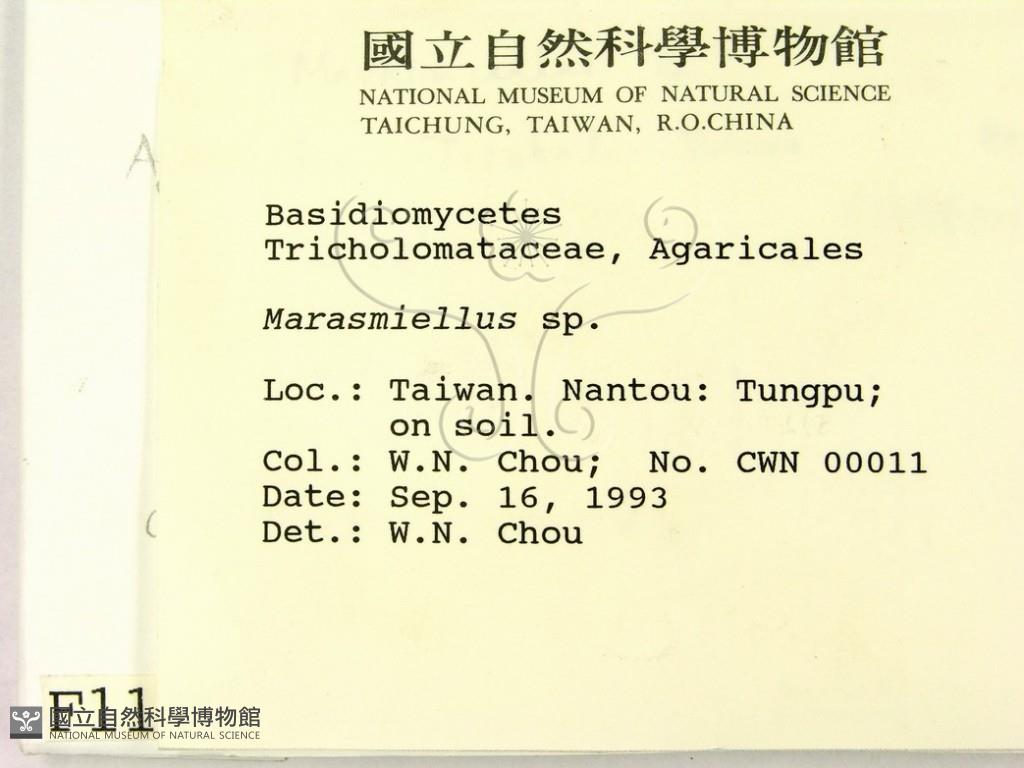 國立自然科學博物館
NATIONAL MUSEUM OF NATURAL SCIENCE
TAICHUNG, TAIWAN, R.O.CHINA
A
Basidiomycetes
Tricholomataceae, Agaricales
Marasmiellus sp.
Loc.: Taiwan. Nantou: Tungpu;
on soil.
Col.: W.N. Chou; No. CWN 00011
Date: Sep. 16, 1993
Det.: W.N. Chou
F11
國立自然科學博物館
NATIONAL MUSEUM OF NATURAL SCIENCE